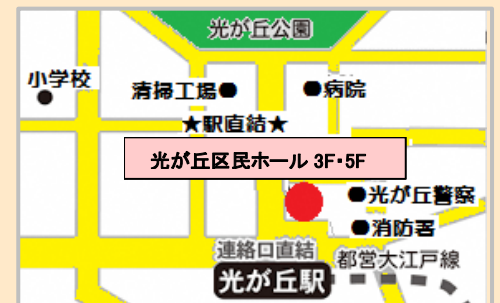 光が丘公園
小学校
清掃工場
病院
★駅直結★
光が丘区民ホール 3F・5F
光が丘警察
消防署
連絡口直結
都営大江戸線
光が丘駅